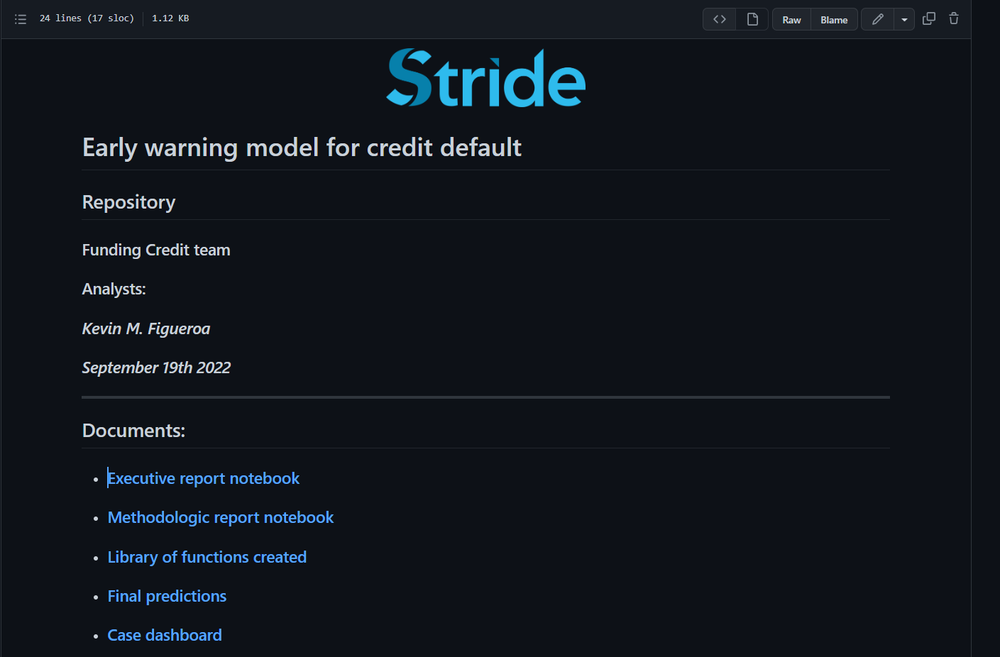 24 lines (17 sloc) 1.12 KB
Raw Blame
Stride
Early warning model for credit default
Repository
Funding Credit team
Analysts:
Kevin M. Figueroa
September 19th 2022
Documents:
Executive report notebook
Methodologic report notebook
Library of functions created
Final predictions
Case dashboard